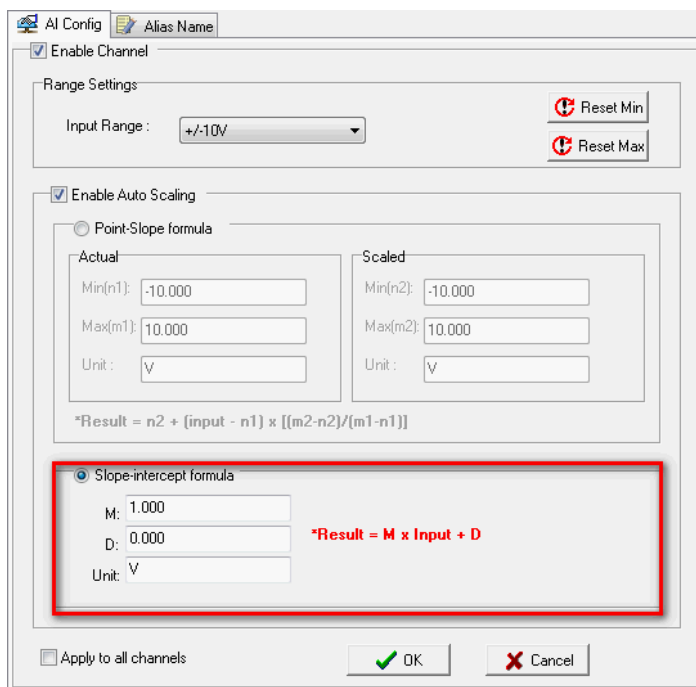 AI Config
Alias Name
Enable Channel
Range Settings
Input Range :
+/-10V
Reset Min
Reset Max
Enable Auto Scaling
Point-Slope formula
Actual
Min(n1): -10.000
Max(m1): 10.000
Unit : V
Scaled
Min(n2): -10.000
Max(m2): 10.000
Unit : V
*Result = n2 + (input - n1) x [(m2-n2)/(m1-n1)]
Slope-intercept formula
M: 1.000
D: 0.000
Unit: V
*Result = M x Input + D
Apply to all channels
OK
Cancel